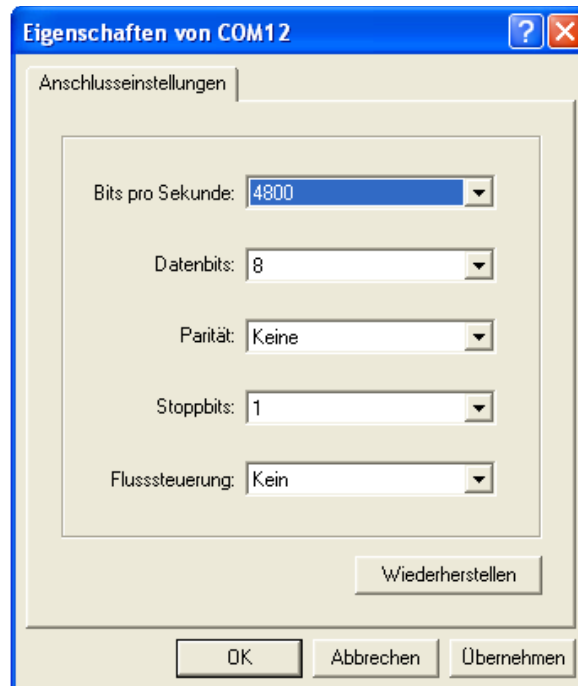 Eigenschaften von COM12
Anschlusseinstellungen
Bits pro Sekunde: 4800
Datenbits: 8
Parität: Keine
Stoppbits: 1
Flusssteuerung: Kein
Wiederherstellen
OK Abbrechen Übernehmen